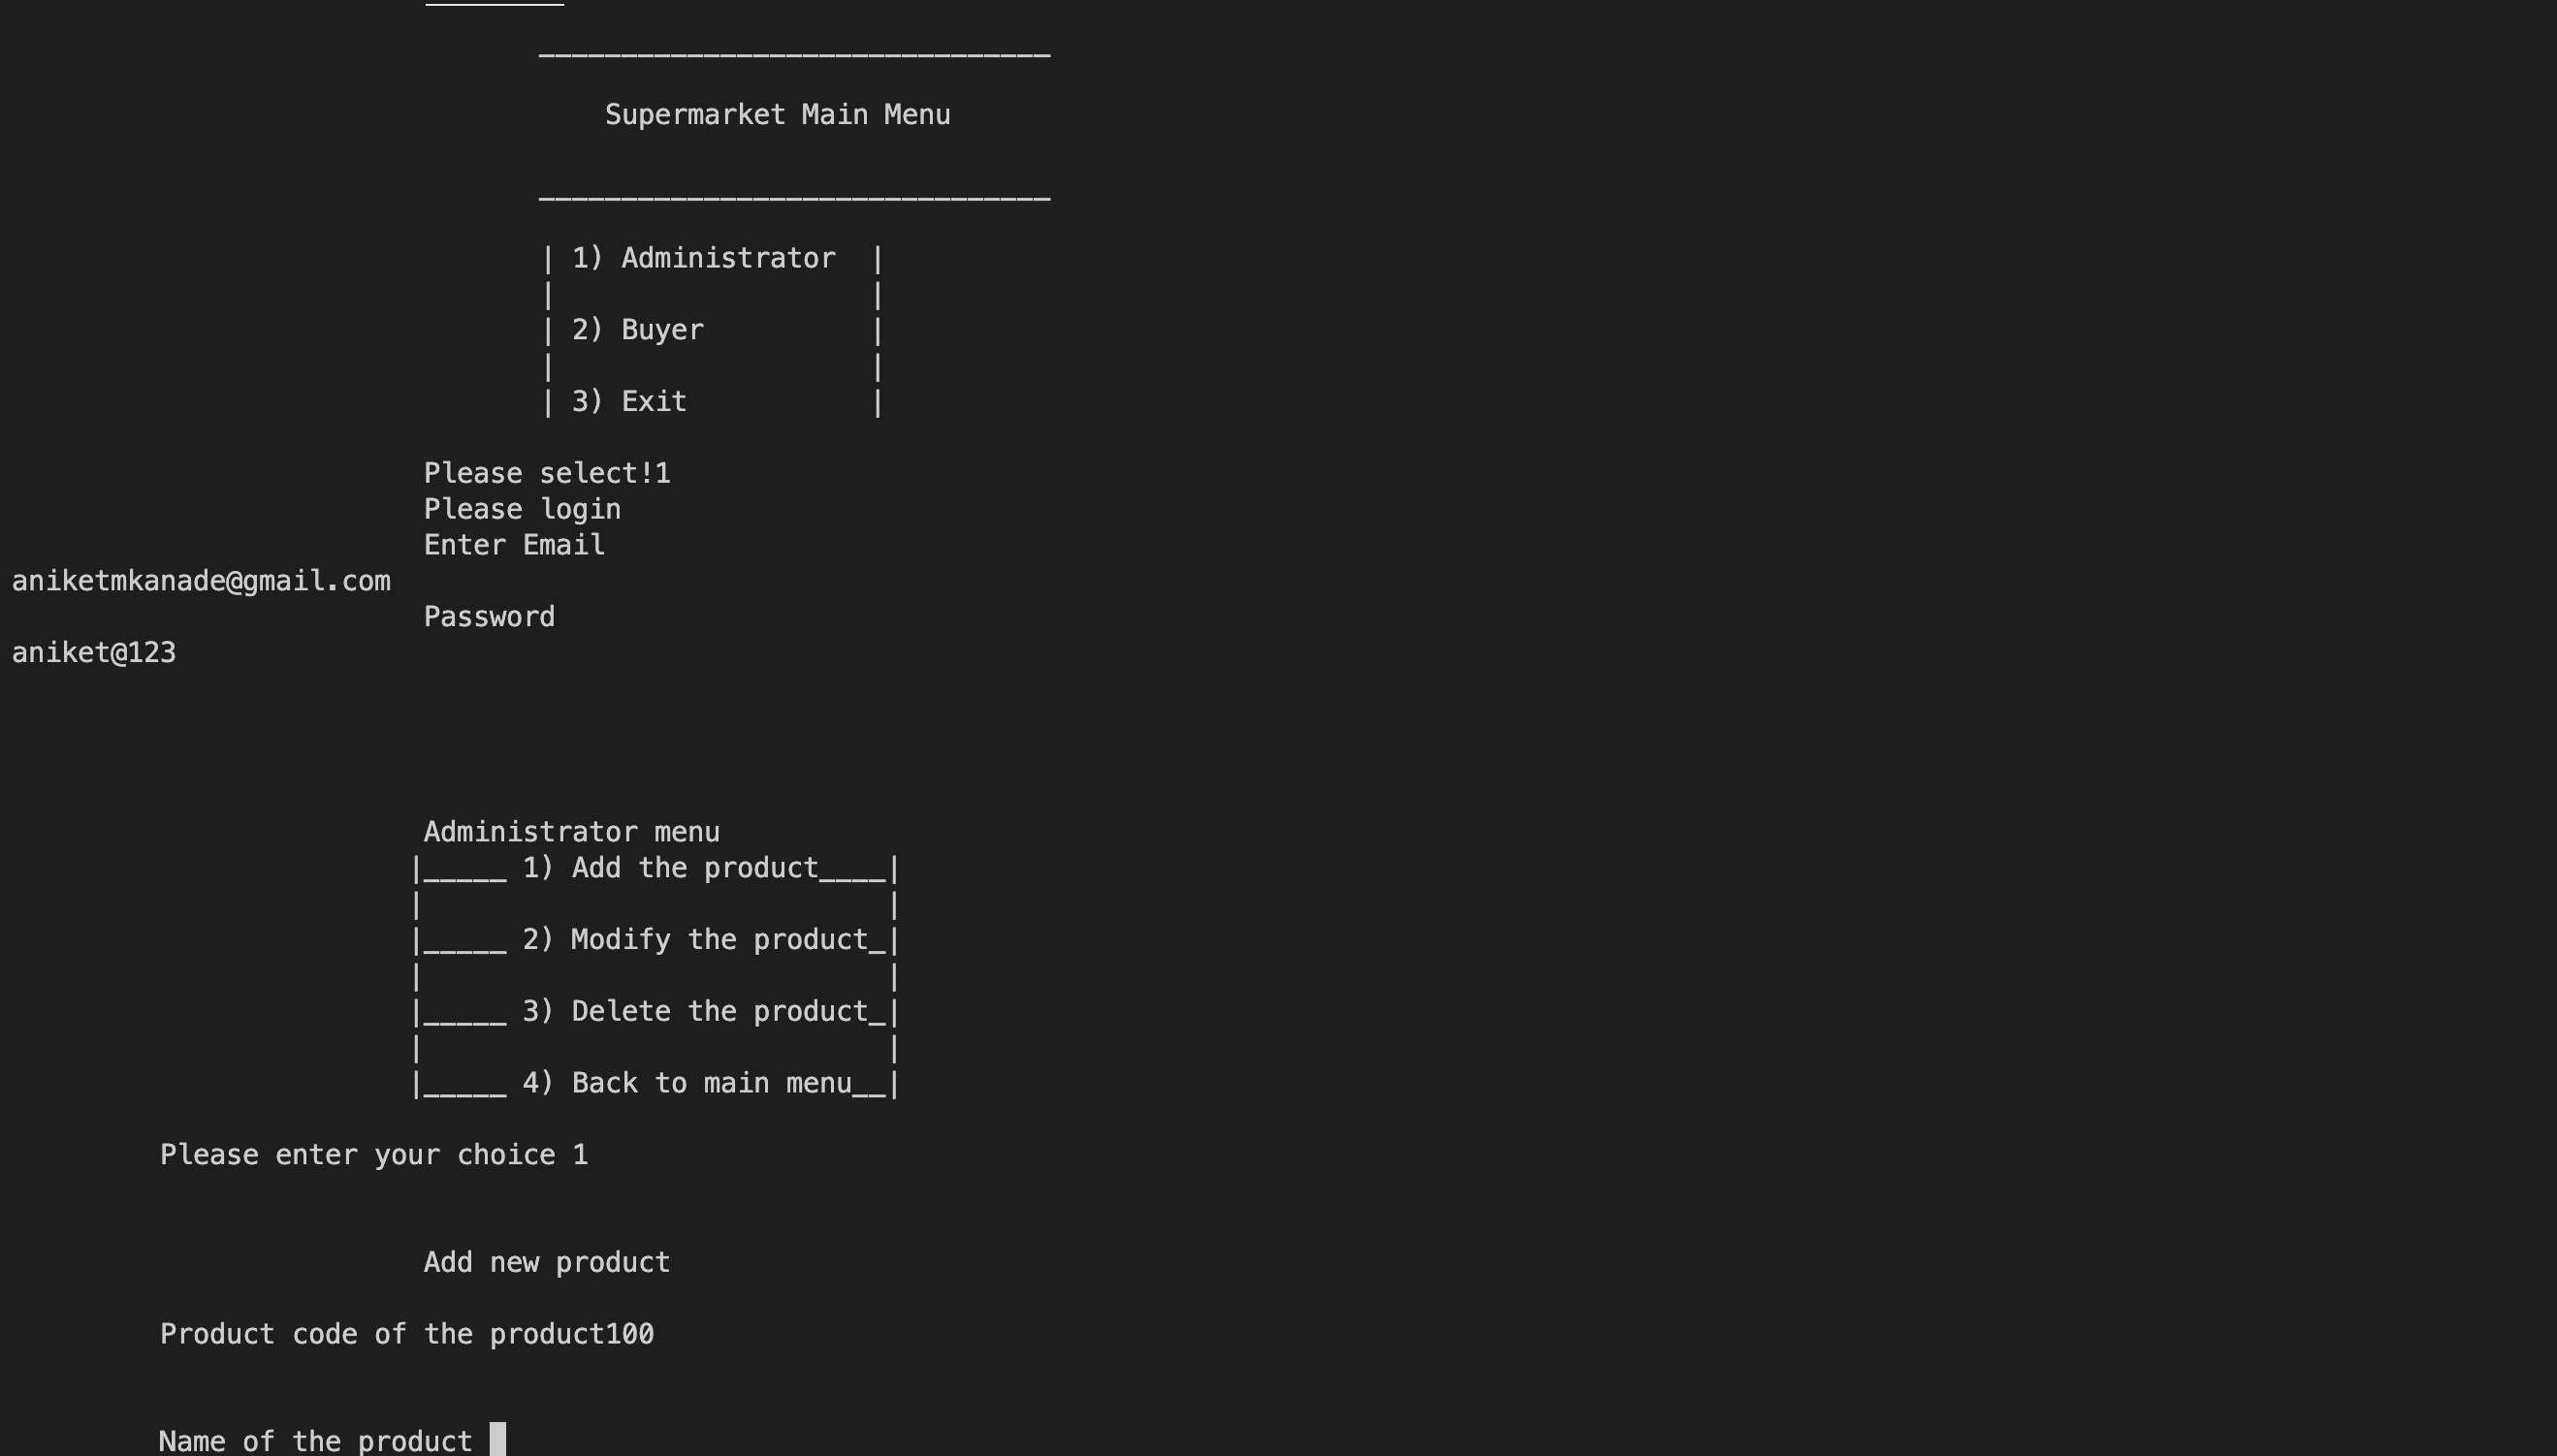 _______________________________
Supermarket Main Menu
_______________________________
| 1) Administrator |
| |
| 2) Buyer |
| |
| 3) Exit |
Please select!1
Please login
Enter Email
aniketmkanade@gmail.com
Password
aniket@123
Administrator menu
|_____ 1) Add the product____|
| |
|_____ 2) Modify the product_|
| |
|_____ 3) Delete the product_|
| |
|_____ 4) Back to main menu__|
Please enter your choice 1
Add new product
Product code of the product100
Name of the product